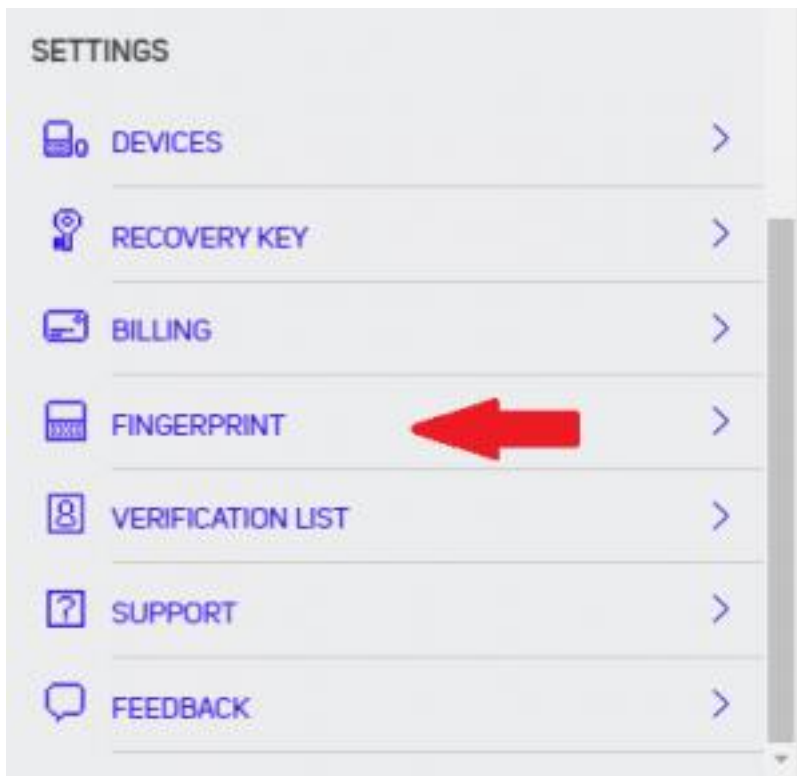 SETTINGS
DEVICES
RECOVERY KEY
BILLING
FINGERPRINT
VERIFICATION LIST
SUPPORT
FEEDBACK